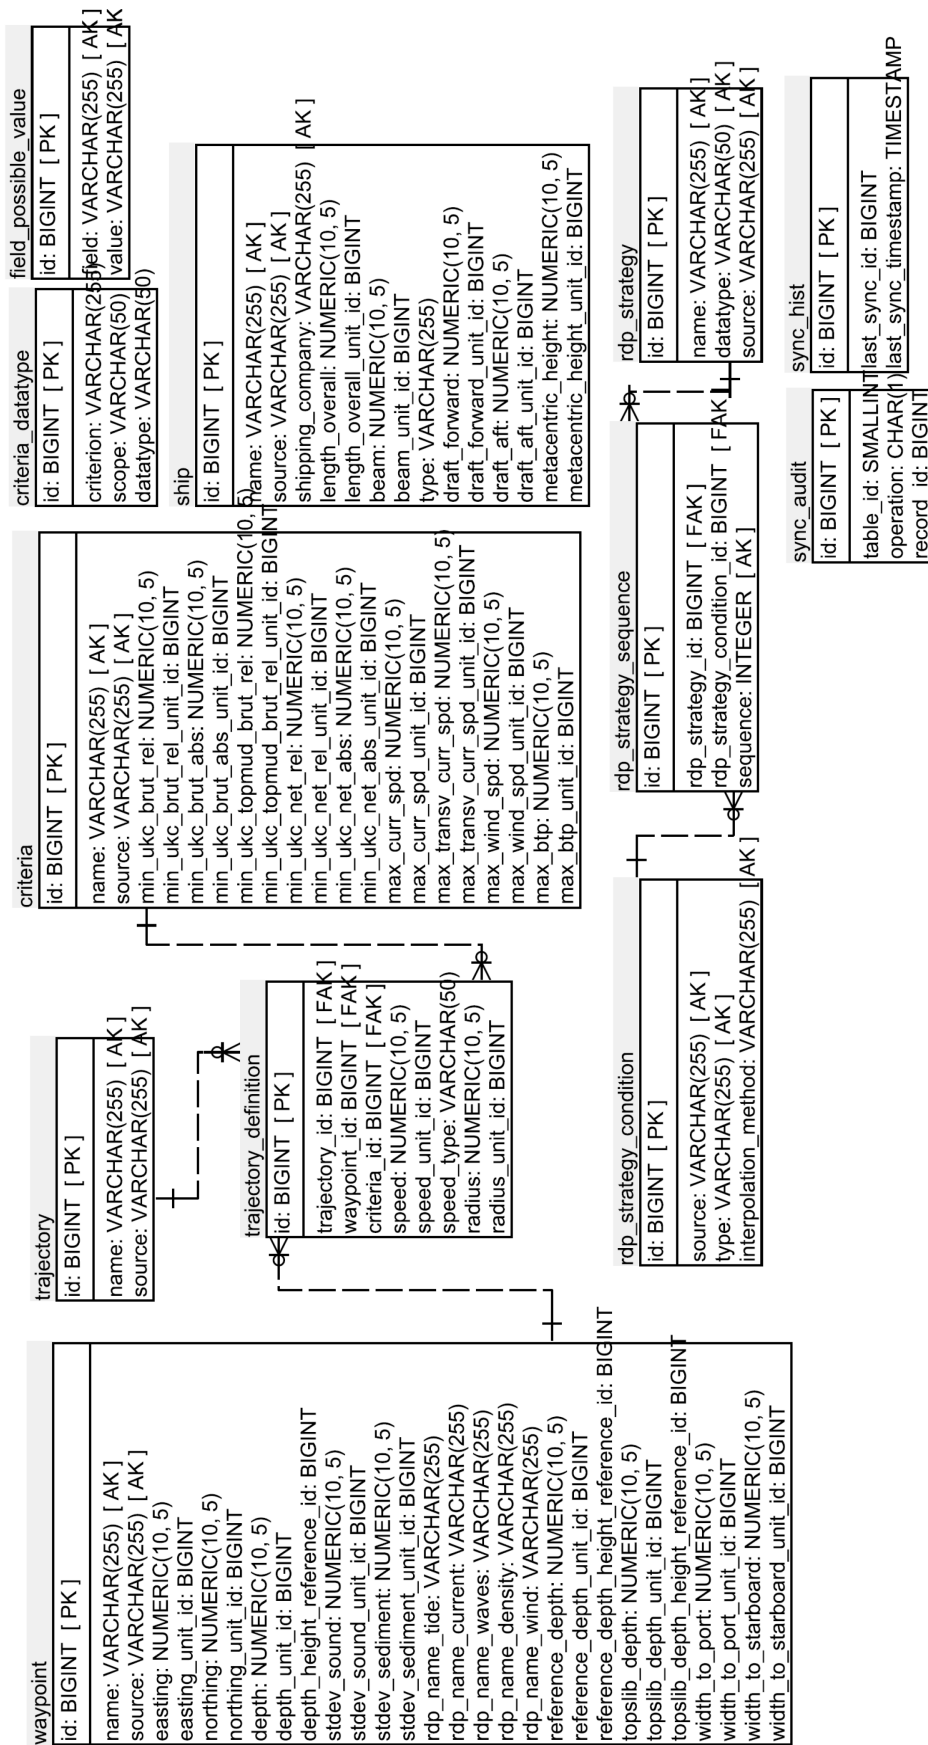 waypoint
id: BIGINT [ PK ]
name: VARCHAR(255) [ AK ]
source: VARCHAR(255) [ AK ]
easting: NUMERIC(10, 5)
easting_unit_id: BIGINT
northing: NUMERIC(10, 5)
northing_unit_id: BIGINT
depth: NUMERIC(10, 5)
depth_unit_id: BIGINT
depth_height_reference_id: BIGINT
stdev_sound: NUMERIC(10, 5)
stdev_sound_unit_id: BIGINT
stdev_sediment: NUMERIC(10, 5)
stdev_sediment_unit_id: BIGINT
rdp_name_tide: VARCHAR(255)
rdp_name_current: VARCHAR(255)
rdp_name_waves: VARCHAR(255)
rdp_name_density: VARCHAR(255)
rdp_name_wind: VARCHAR(255)
reference_depth: NUMERIC(10, 5)
reference_depth_unit_id: BIGINT
reference_depth_height_reference_id: BIGINT
topslib_depth: NUMERIC(10, 5)
topslib_depth_unit_id: BIGINT
topslib_depth_height_reference_id: BIGINT
width_to_port: NUMERIC(10, 5)
width_to_port_unit_id: BIGINT
width_to_starboard: NUMERIC(10, 5)
width_to_starboard_unit_id: BIGINT
trajectory
id: BIGINT [ PK ]
name: VARCHAR(255) [ AK ]
source: VARCHAR(255) [ AK ]
trajectory_definition
id: BIGINT [ PK ]
trajectory_id: BIGINT [ FAK ]
waypoint_id: BIGINT [ FAK ]
criteria_id: BIGINT [ FAK ]
speed: NUMERIC(10, 5)
speed_unit_id: BIGINT
speed_type: VARCHAR(50)
radius: NUMERIC(10, 5)
radius_unit_id: BIGINT
rdp_strategy_condition
id: BIGINT [ PK ]
source: VARCHAR(255) [ AK ]
type: VARCHAR(255) [ AK ]
interpolation_method: VARCHAR(255) [ AK ]
criteria
id: BIGINT [ PK ]
name: VARCHAR(255) [ AK ]
source: VARCHAR(255) [ AK ]
min_ukc_brut_rel: NUMERIC(10, 5)
min_ukc_brut_rel_unit_id: BIGINT
min_ukc_brut_abs: NUMERIC(10, 5)
min_ukc_brut_abs_unit_id: BIGINT
min_ukc_topmud_brut_rel: NUMERIC(10, 5)
min_ukc_topmud_brut_rel_unit_id: BIGINT
min_ukc_net_rel: NUMERIC(10, 5)
min_ukc_net_rel_unit_id: BIGINT
min_ukc_net_abs: NUMERIC(10, 5)
min_ukc_net_abs_unit_id: BIGINT
max_curr_spd: NUMERIC(10, 5)
max_curr_spd_unit_id: BIGINT
max_transv_curr_spd: NUMERIC(10, 5)
max_transv_curr_spd_unit_id: BIGINT
max_wind_spd: NUMERIC(10, 5)
max_wind_spd_unit_id: BIGINT
max_btp: NUMERIC(10, 5)
max_btp_unit_id: BIGINT
rdp_strategy_sequence
id: BIGINT [ PK ]
rdp_strategy_id: BIGINT [ FAK ]
rdp_strategy_condition_id: BIGINT [ FAK ]
sequence: INTEGER [ AK ]
criteria_datatype
id: BIGINT [ PK ]
criterion: VARCHAR(255)
scope: VARCHAR(50)
datatype: VARCHAR(50)
field_possible_value
id: BIGINT [ PK ]
field: VARCHAR(255) [ AK ]
value: VARCHAR(255) [ AK
ship
id: BIGINT [ PK ]
name: VARCHAR(255) [ AK ]
source: VARCHAR(255) [ AK ]
shipping_company: VARCHAR(255) [ AK ]
length_overall: NUMERIC(10, 5)
length_overall_unit_id: BIGINT
beam: NUMERIC(10, 5)
beam_unit_id: BIGINT
type: VARCHAR(255)
draft_forward: NUMERIC(10, 5)
draft_forward_unit_id: BIGINT
draft_aft: NUMERIC(10, 5)
draft_aft_unit_id: BIGINT
metacentric_height: NUMERIC(10, 5)
metacentric_height_unit_id: BIGINT
rdp_strategy
id: BIGINT [ PK ]
name: VARCHAR(255) [ AK ]
datatype: VARCHAR(50) [ AK ]
source: VARCHAR(255) [ AK ]
sync_audit
id: BIGINT [ PK ]
table_id: SMALLINT
operation: CHAR(1)
record_id: BIGINT
sync_hist
id: BIGINT [ PK ]
last_sync_id: BIGINT
last_sync_timestamp: TIMESTAMP